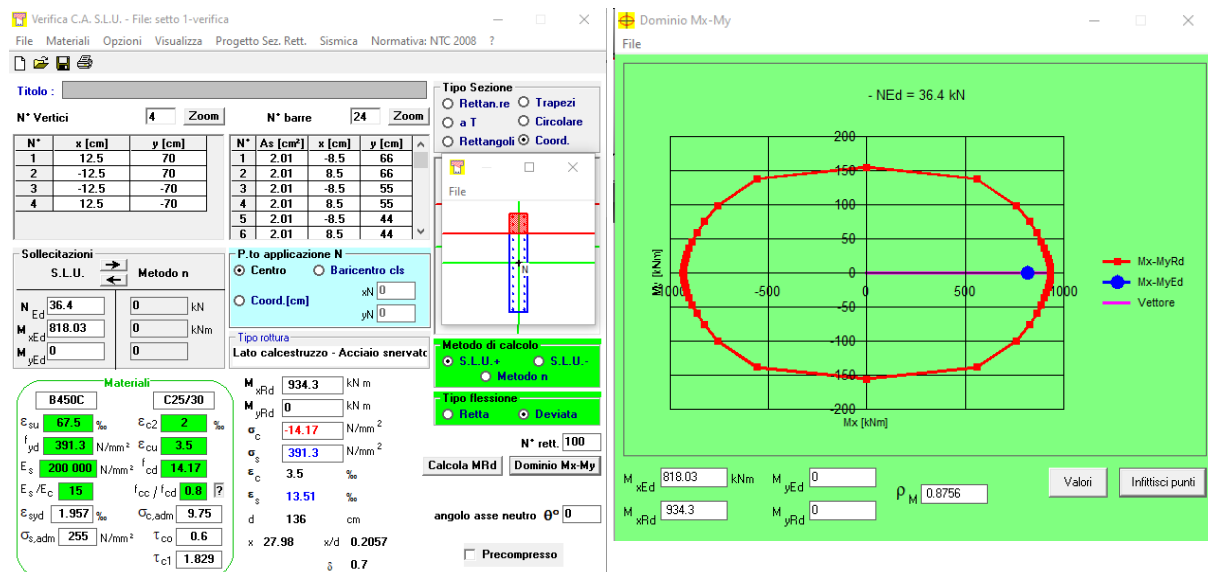 Verifica C.A. S.L.U. - File: setto 1-verifica
File Materiali Opzioni Visualizza Progetto Sez. Rett. Sismica Normativa: NTC 2008 ?
Titolo :
N° Vertici 4 Zoom N° barre 24 Zoom
N° x [cm] y [cm]
1 12.5 70
2 -12.5 70
3 -12.5 -70
4 12.5 -70
N° As [cm²] x [cm] y [cm]
1 2.01 -8.5 66
2 2.01 8.5 66
3 2.01 -8.5 55
4 2.01 8.5 55
5 2.01 -8.5 44
6 2.01 8.5 44
Tipo Sezione
Rettan.re Trapezi
a T Circolare
Rettangoli Coord.
File
N
Sollecitazioni
S.L.U. Metodo n
N Ed 36.4 0 kN
M xEd 818.03 0 kNm
M yEd 0 0
P.to applicazione N
Centro Baricentro cls
Coord.[cm] xN 0
yN 0
Tipo rottura
Lato calcestruzzo - Acciaio snervato
Metodo di calcolo
S.L.U.+ S.L.U.-
Metodo n
Tipo flessione
Retta Deviata
Materiali
B450C C25/30
εsu 67.5 ‰ εc2 2 ‰
fyd 391.3 N/mm² εcu 3.5
Es 200 000 N/mm² fcd 14.17
Es/Ec 15 fcc / fcd 0.8 ?
εsyd 1.957 ‰ σc,adm 9.75
σs,adm 255 N/mm² τco 0.6
τc1 1.829
M xRd 934.3 kN m
M yRd 0 kN m
σc -14.17 N/mm²
σs 391.3 N/mm²
εc 3.5 ‰
εs 13.51 ‰
d 136 cm
x 27.98 x/d 0.2057
δ 0.7
N° rett. 100
Calcola MRd Dominio Mx-My
angolo asse neutro θ° 0
Precompresso
Dominio Mx-My
File
- NEd = 36.4 kN
200
150
100
50
0
-50
-100
-150
-200
-1000 -500 0 500 1000
My [kNm]
Mx [kNm]
Mx-MyRd
Mx-MyEd
Vettore
M xEd 818.03 kNm M yEd 0
M xRd 934.3 M yRd 0
ρ M 0.8756
Valori Infittisci punti